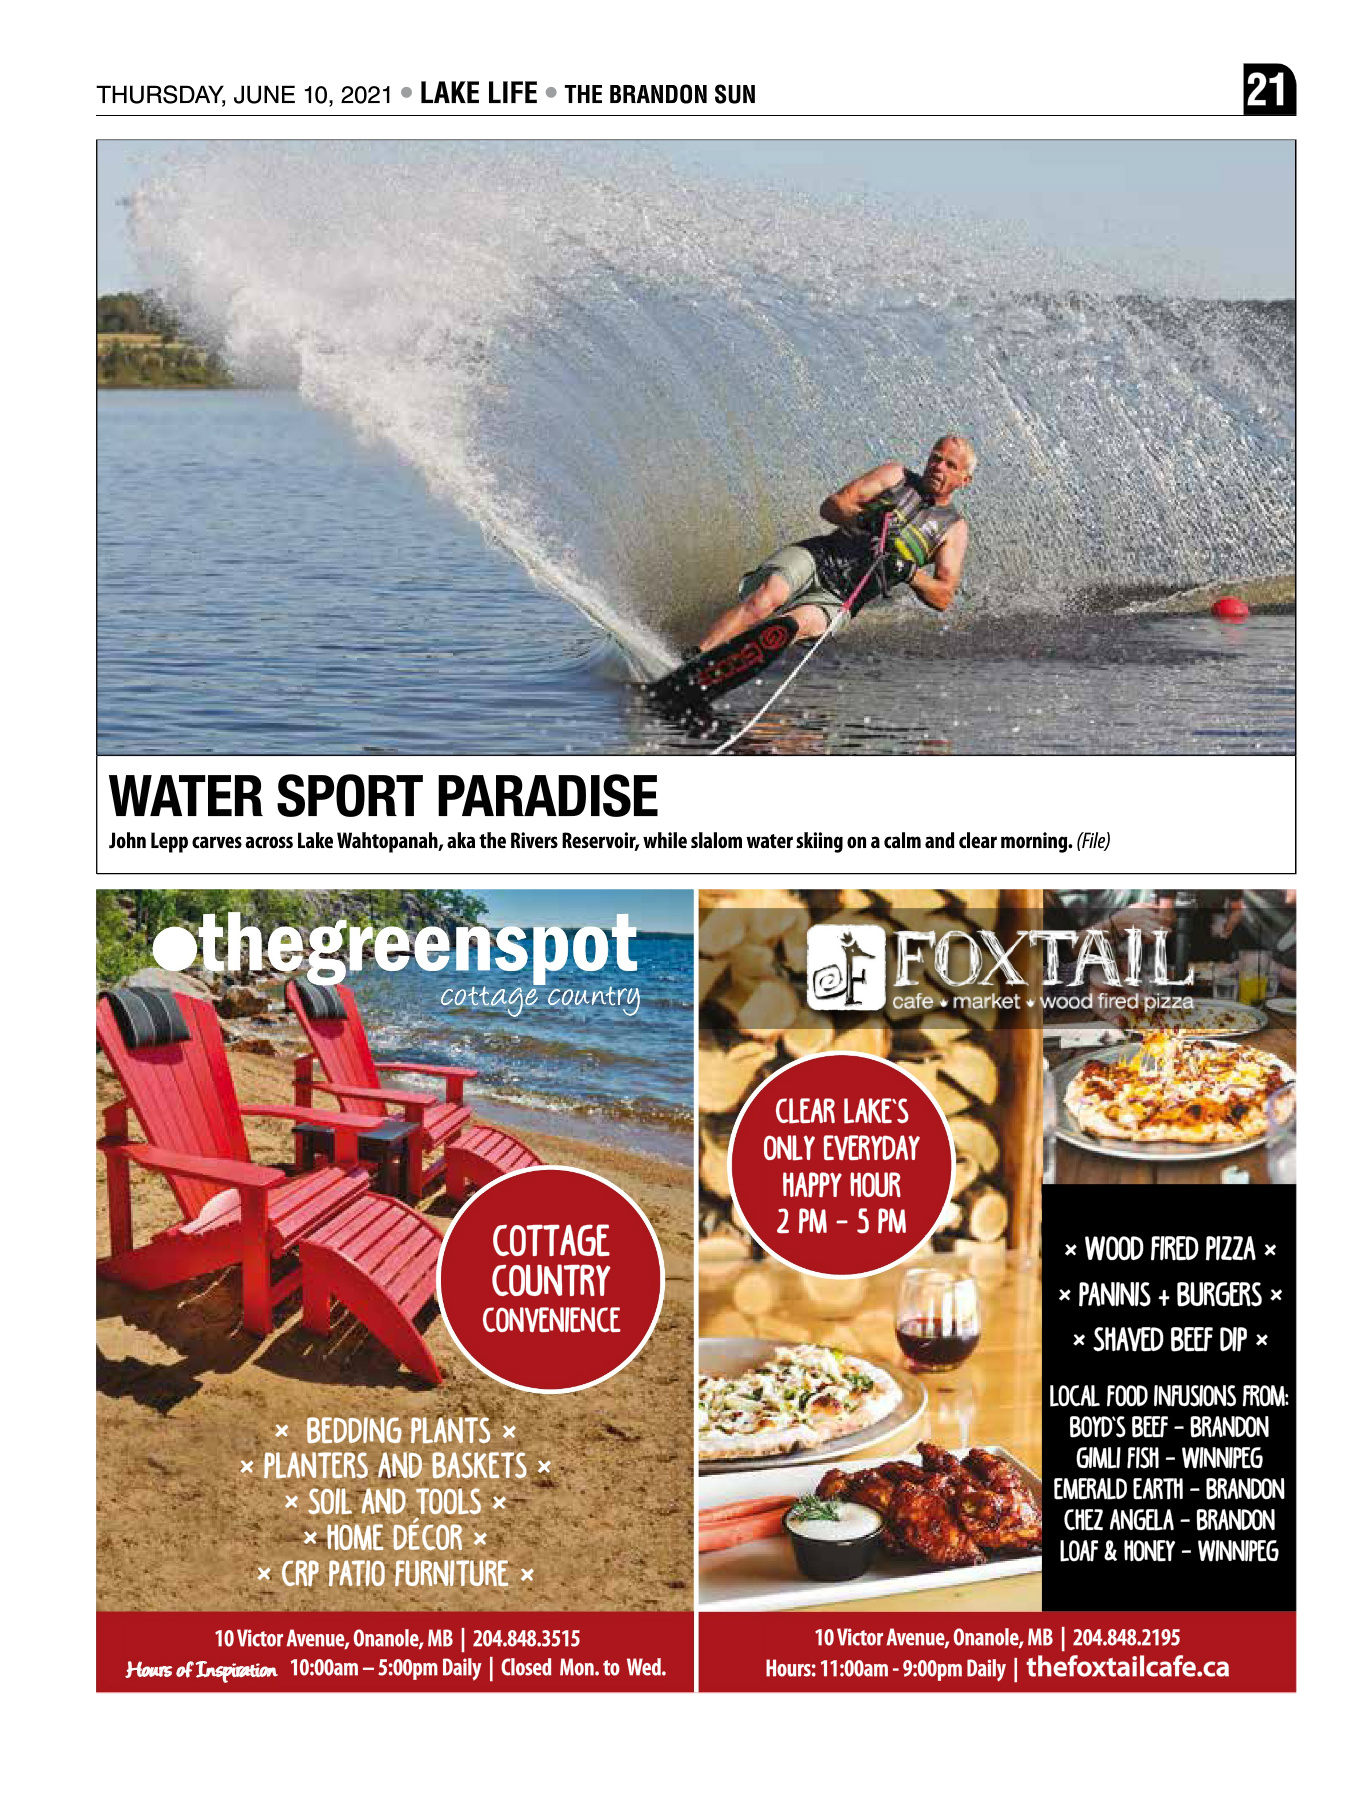 THURSDAY, JUNE 10, 2021 • LAKE LIFE • THE BRANDON SUN
21
WATER SPORT PARADISE
John Lepp carves across Lake Wahtopanah, aka the Rivers Reservoir, while slalom water skiing on a calm and clear morning. (File)
thegreenspot
cottage country
COTTAGE
COUNTRY
CONVENIENCE
× BEDDING PLANTS ×
× PLANTERS AND BASKETS ×
× SOIL AND TOOLS ×
× HOME DÉCOR ×
× CRP PATIO FURNITURE ×
10 Victor Avenue, Onanole, MB | 204.848.3515
Hours of Inspiration 10:00am – 5:00pm Daily | Closed Mon. to Wed.
FOXTAIL
cafe market wood fired pizza
CLEAR LAKE'S
ONLY EVERYDAY
HAPPY HOUR
2 PM – 5 PM
× WOOD FIRED PIZZA ×
× PANINIS + BURGERS ×
× SHAVED BEEF DIP ×
LOCAL FOOD INFUSIONS FROM:
BOYD'S BEEF – BRANDON
GIMLI FISH – WINNIPEG
EMERALD EARTH – BRANDON
CHEZ ANGELA – BRANDON
LOAF & HONEY – WINNIPEG
10 Victor Avenue, Onanole, MB | 204.848.2195
Hours: 11:00am - 9:00pm Daily | thefoxtailcafe.ca